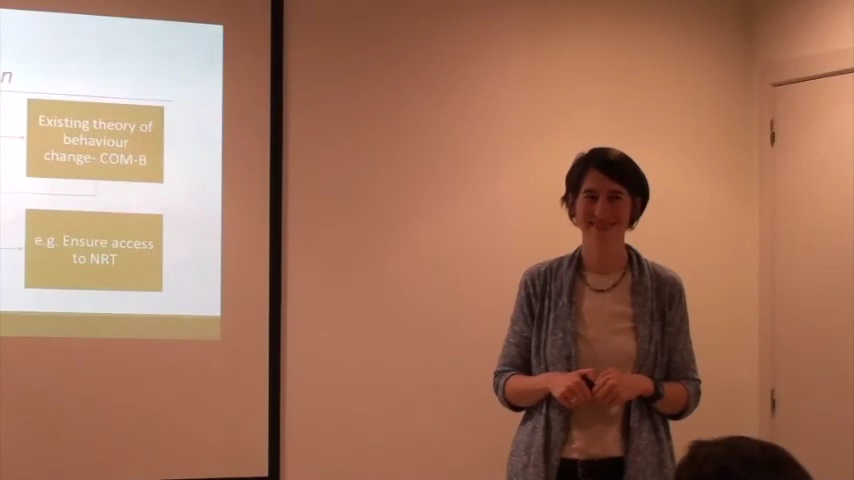 n
Existing theory of
behaviour
change- COM-B
e.g. Ensure access
to NRT